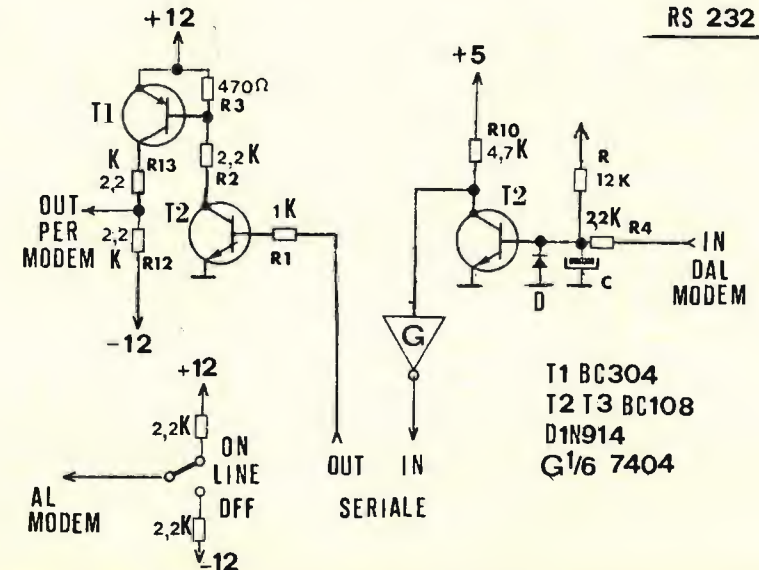 RS 232
+12
470Ω
R3
T1
K
2,2
R13
2,2K
R2
OUT
PER
MODEM
2,2
K
R12
-12
T2
1K
R1
+5
R10
4,7K
R
12K
T2
22K R4
IN
DAL
MODEM
D
C
G
+12
2,2K
ON
LINE
OFF
AL
MODEM
2,2K
-12
OUT IN
SERIALE
T1 BC304
T2 T3 BC108
D1N914
G1/6 7404